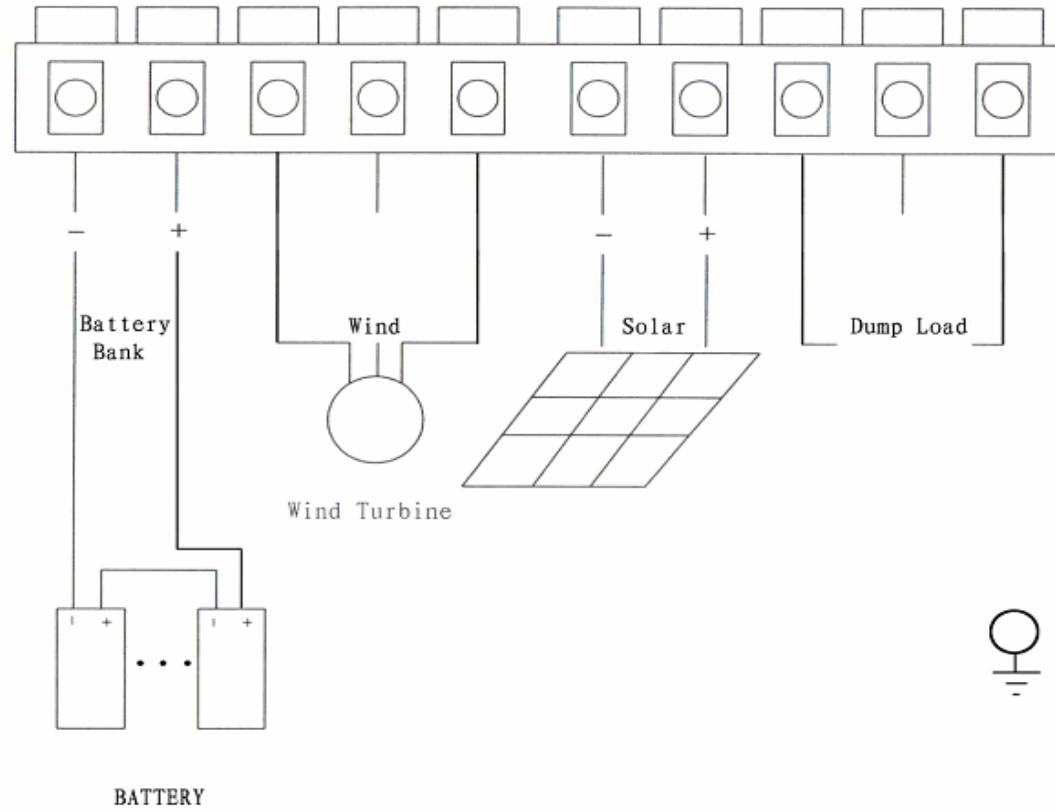 - +
- +
Battery
Bank
Wind
Solar
Dump Load
Wind Turbine
- + - +
BATTERY